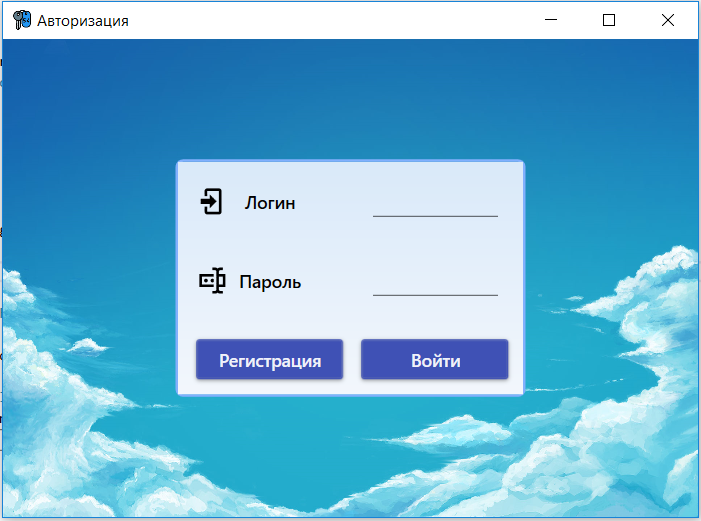 Авторизация
Логин
Пароль
Регистрация
Войти